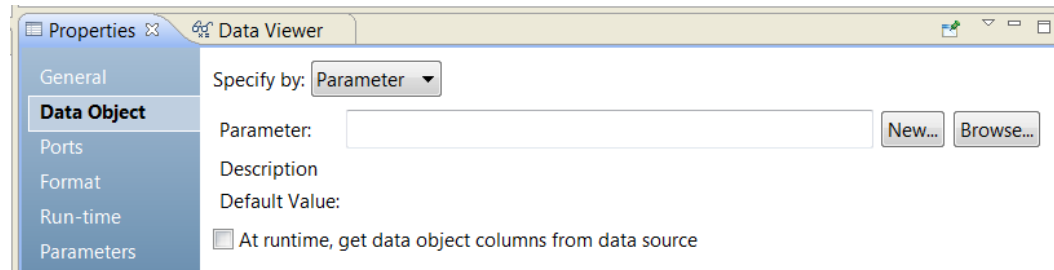 Properties Data Viewer
General
Data Object
Ports
Format
Run-time
Parameters
Specify by: Parameter
Parameter: New... Browse...
Description
Default Value:
At runtime, get data object columns from data source